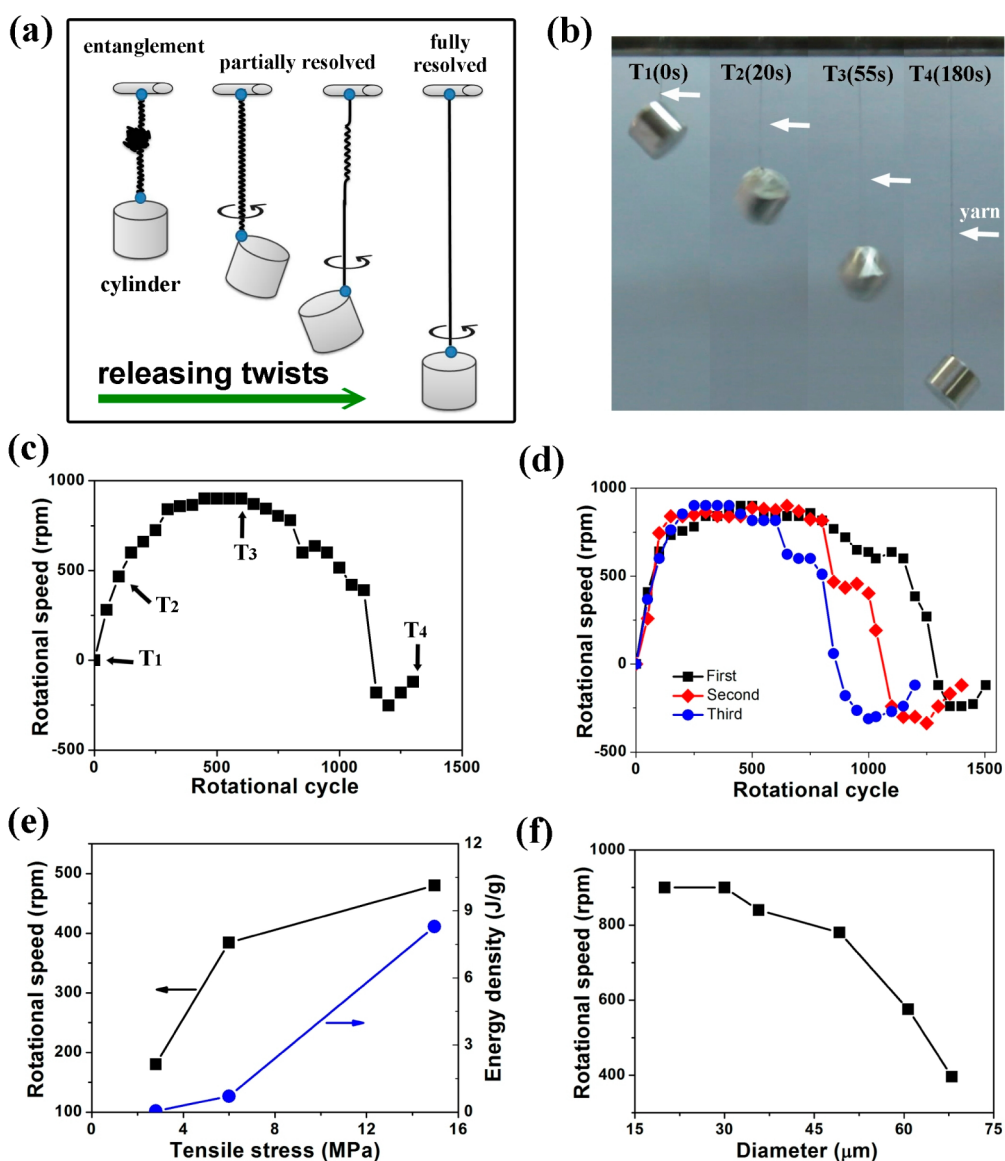 (a)
entanglement
partially resolved
fully
resolved
cylinder
releasing twists
(b)
T1(0s)
T2(20s)
T3(55s)
T4(180s)
yarn
(c)
Rotational speed (rpm)
1000
500
0
-500
T1
T2
T3
T4
0
500
1000
1500
Rotational cycle
(d)
Rotational speed (rpm)
1000
500
0
-500
First
Second
Third
0
500
1000
1500
Rotational cycle
(e)
Rotational speed (rpm)
500
400
300
200
100
12
9
6
3
0
Energy density (J/g)
0
4
8
12
16
Tensile stress (MPa)
(f)
Rotational speed (rpm)
1000
800
600
400
15
30
45
60
75
Diameter (μm)